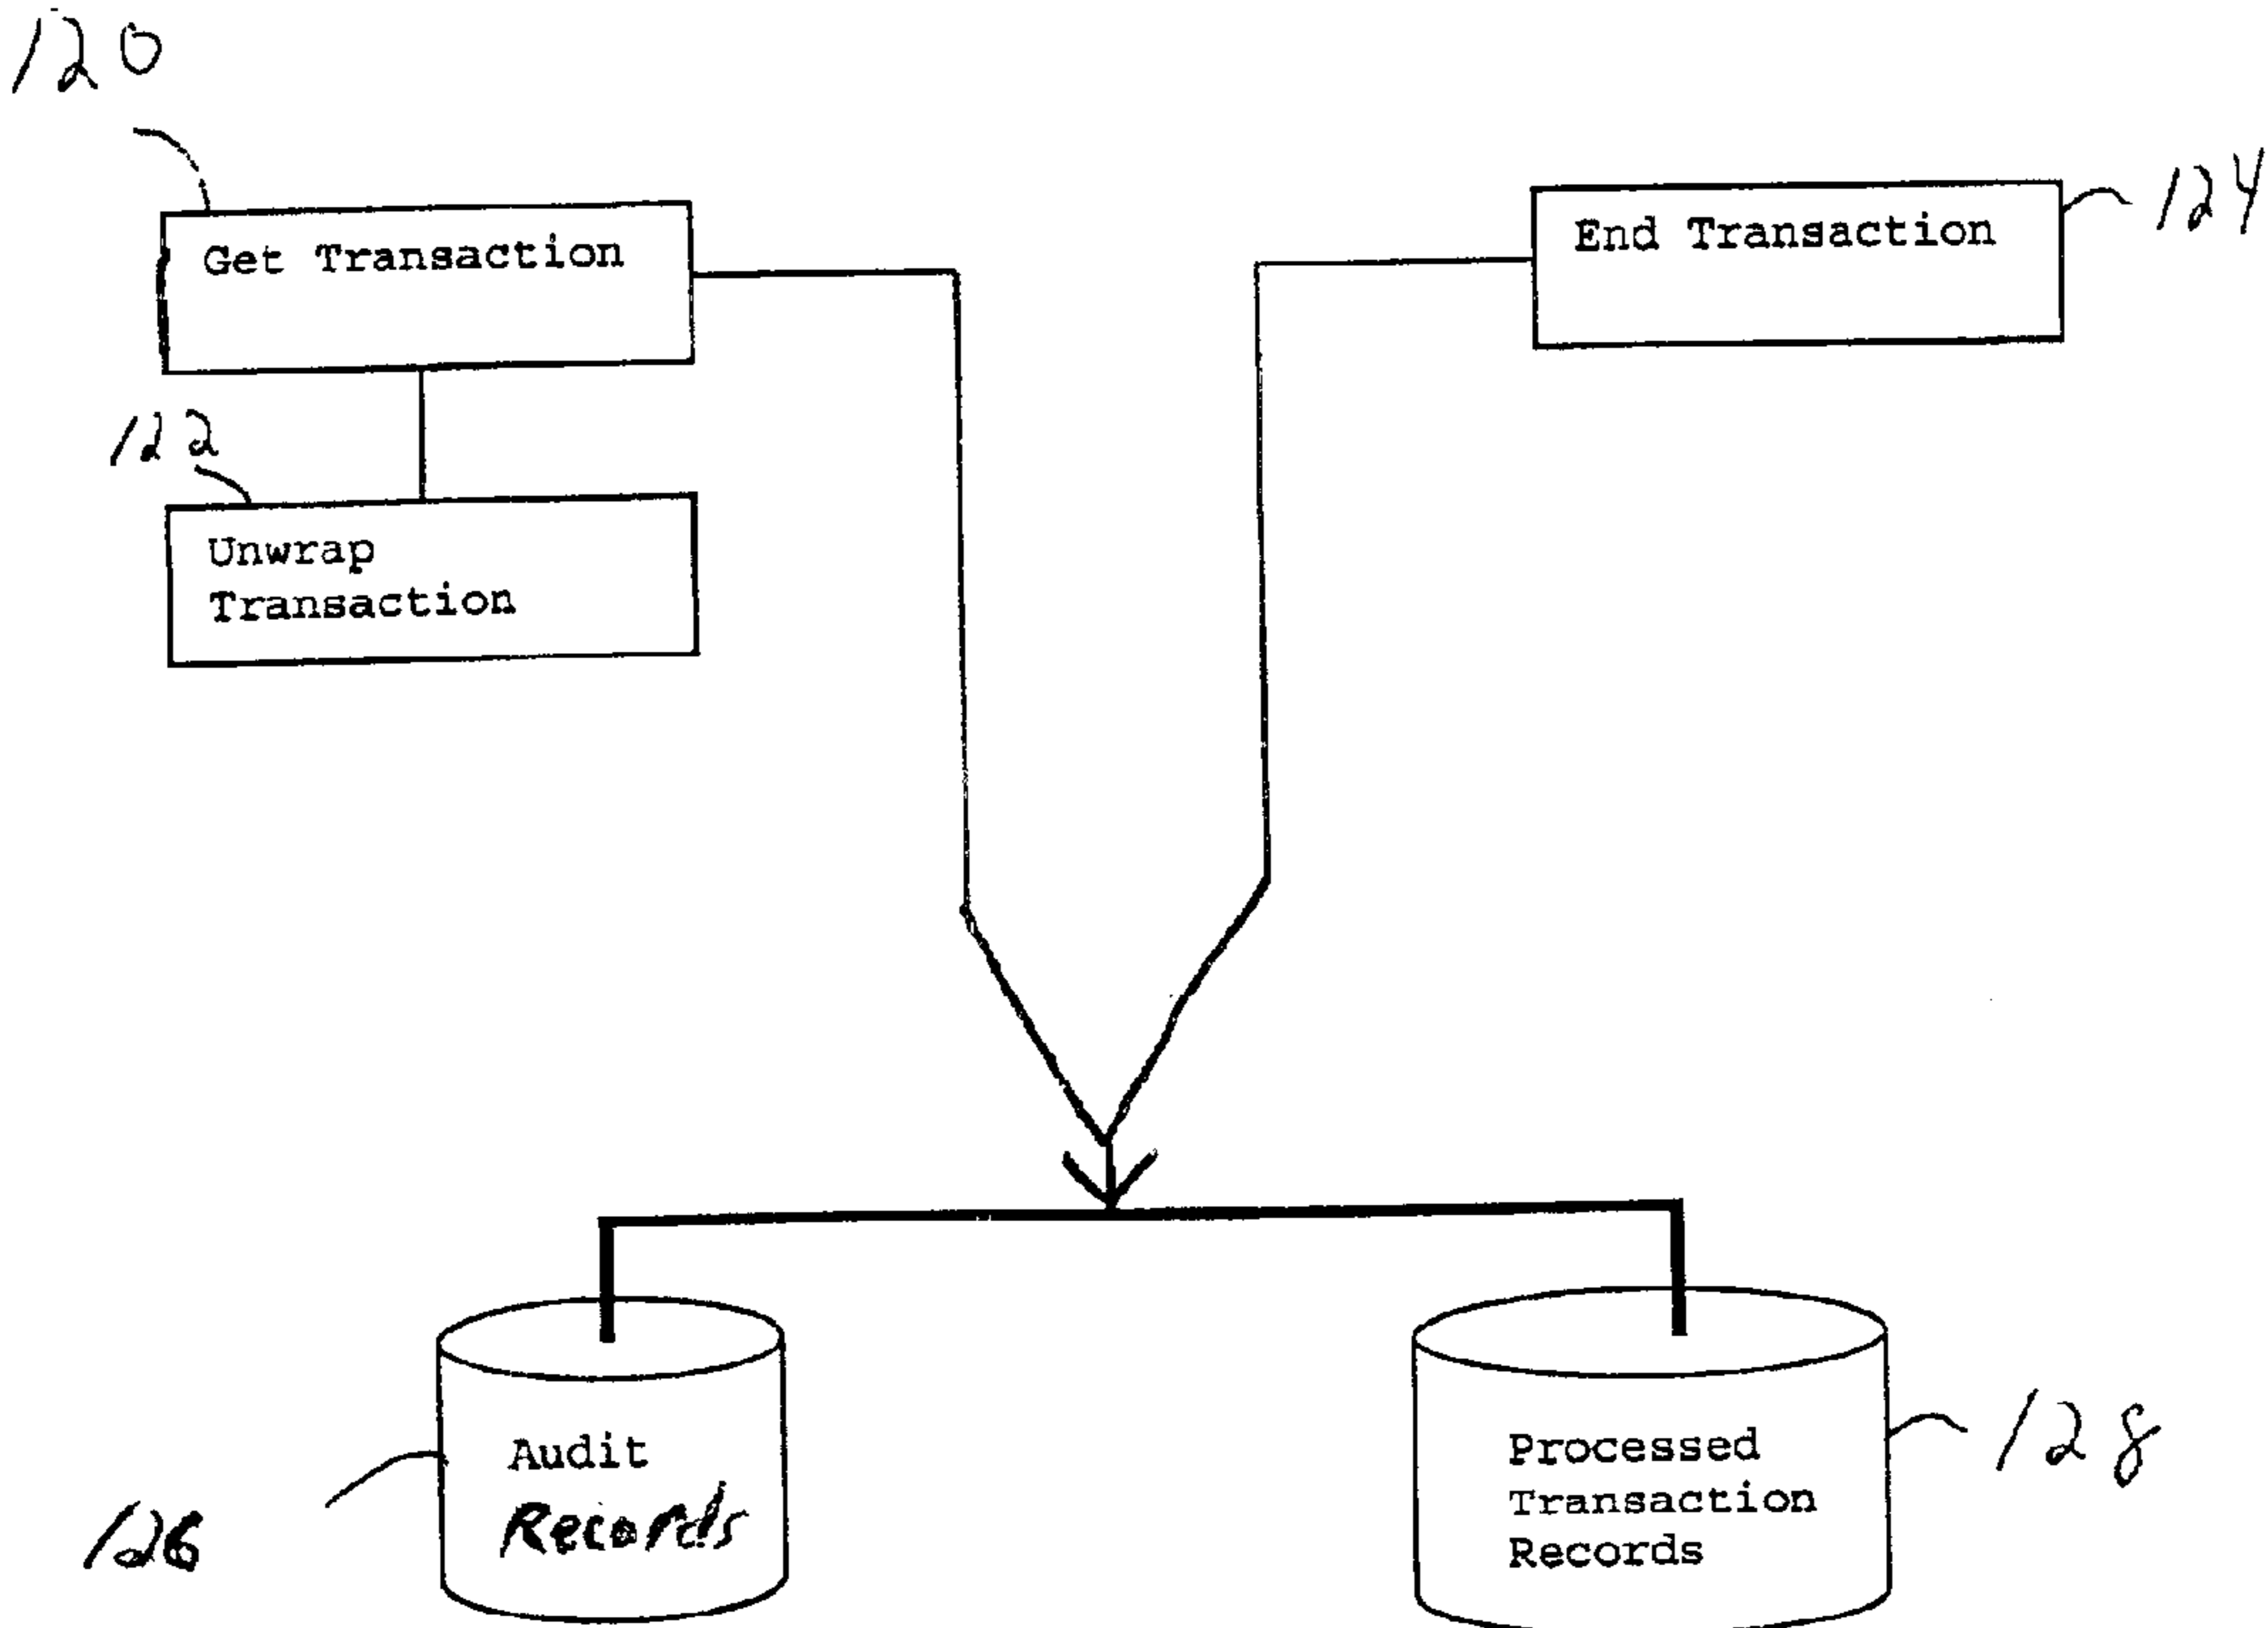 120
Get Transaction
End Transaction
124
122
Unwrap
Transaction
Audit
Records
126
Processed
Transaction
Records
128